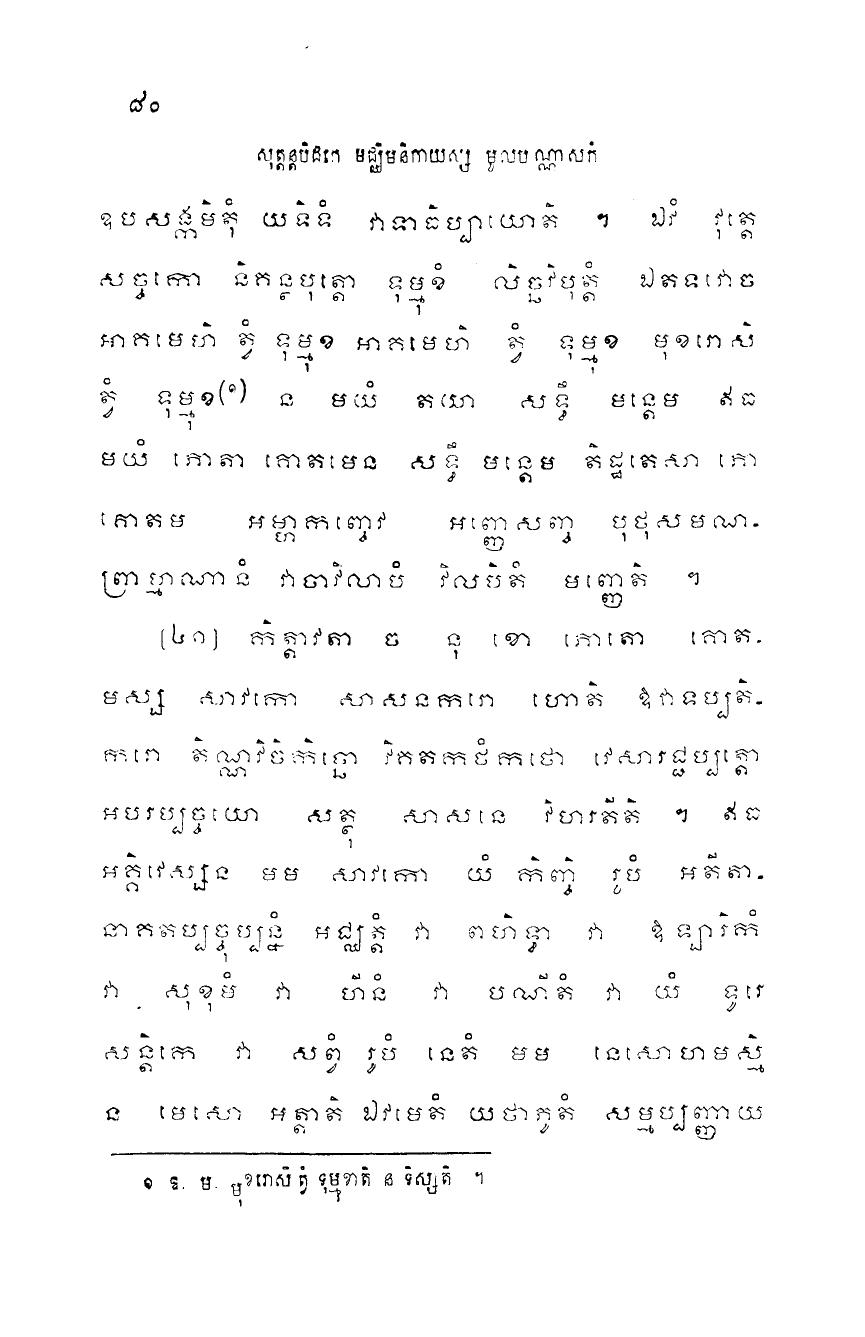 ៨០
សុត្តន្តបិដកេ មជ្ឈិមនិកាយស្ស មូលបណ្ណាសកំ
ឧបសង្កមិតុំ យទិទំ វាទាធិប្បាយោតិ ។ ឯវំ វុត្តេ
សច្ចកោ និគន្ថបុត្តោ ទុម្មុខំ លិច្ឆវិបុត្តំ ឯតទវោច
អាគមេហិ ត្វំ ទុម្មុខ អាគមេហិ ត្វំ ទុម្មុខ មុខរោសិ
ត្វំ ទុម្មុខ(១) ន មយំ តយា សទ្ធឹ មន្តេម ឥធ
មយំ ភោតា គោតមេន សទ្ធឹ មន្តេម តិដ្ឋតេសា ភោ
គោតម អម្ហាកញ្ចេវ អញ្ញេសញ្ច បុថុសមណ-
ព្រាហ្មណានំ វាចាវិលាបំ វិលបិតំ មញ្ញេតិ ។
[៤០] កិត្តាវតា ច នុ ខោ ភោតោ គោត-
មស្ស សាវកោ សាសនករោ ហោតិ ឱវាទប្បតិ-
ករោ តិណ្ណវិចិកិច្ឆោ វិគតកថំកថោ វេសារជ្ជប្បត្តោ
អបរប្បច្ចយោ សត្ថុ សាសនេ វិហរតីតិ ។ ឥធ
អគ្គិវេស្សន មម សាវកោ យំ កិញ្ចិ រូបំ អតីតា-
នាគតប្បច្ចុប្បន្នំ អជ្ឈត្តំ វា ពហិទ្ធា វា ឱឡារិកំ
វា សុខុមំ វា ហីនំ វា បណីតំ វា យំ ទូរេ
សន្តិកេ វា សព្វំ រូបំ នេតំ មម នេសោហមស្មិ
ន មេសោ អត្តាតិ ឯវមេតំ យថាភូតំ សម្មប្បញ្ញាយ
១ ឱ. ម. មុខរោសិ ត្វំ ទុម្មុខាតិ ន ទិស្សតិ ។